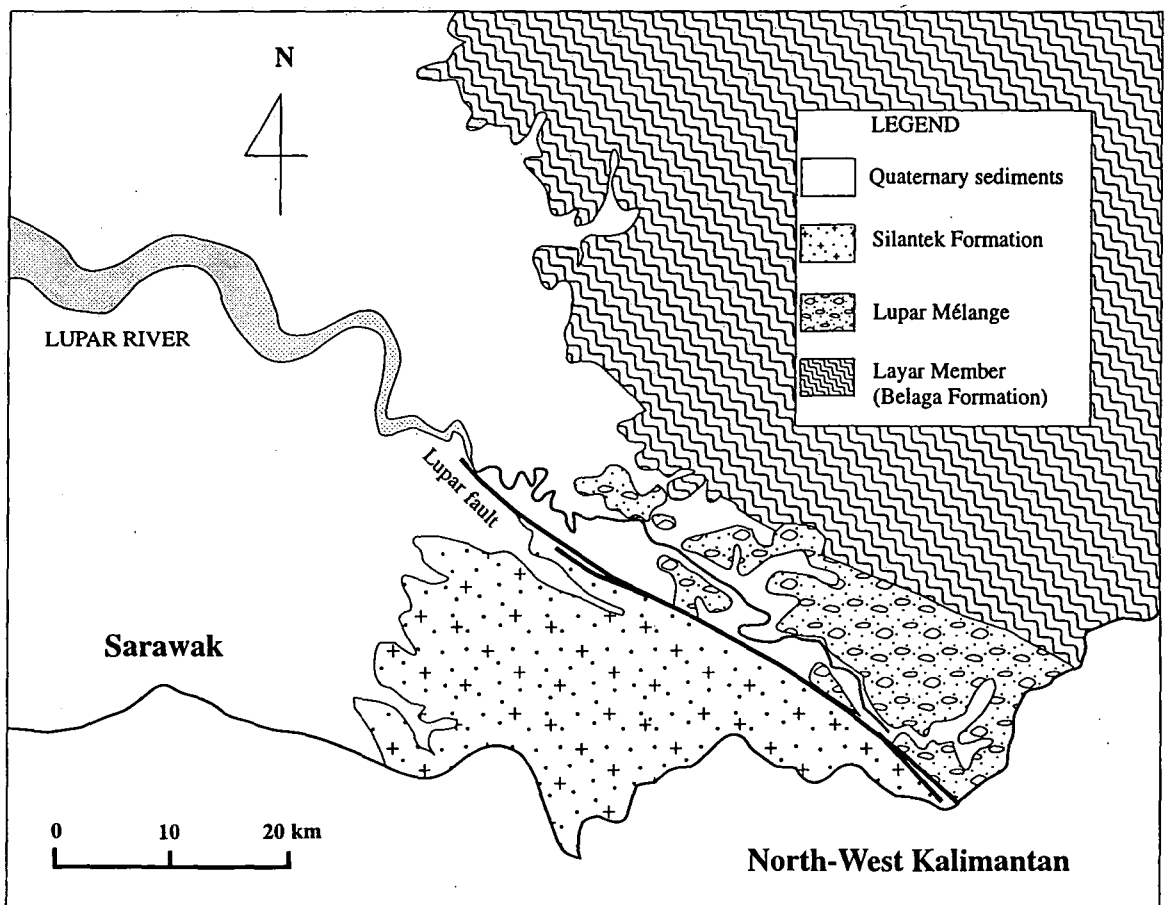 N
LEGEND
Quaternary sediments
Silantek Formation
Lupar Mélange
Layar Member
(Belaga Formation)
LUPAR RIVER
Lupar fault
Sarawak
0 10 20 km
North-West Kalimantan